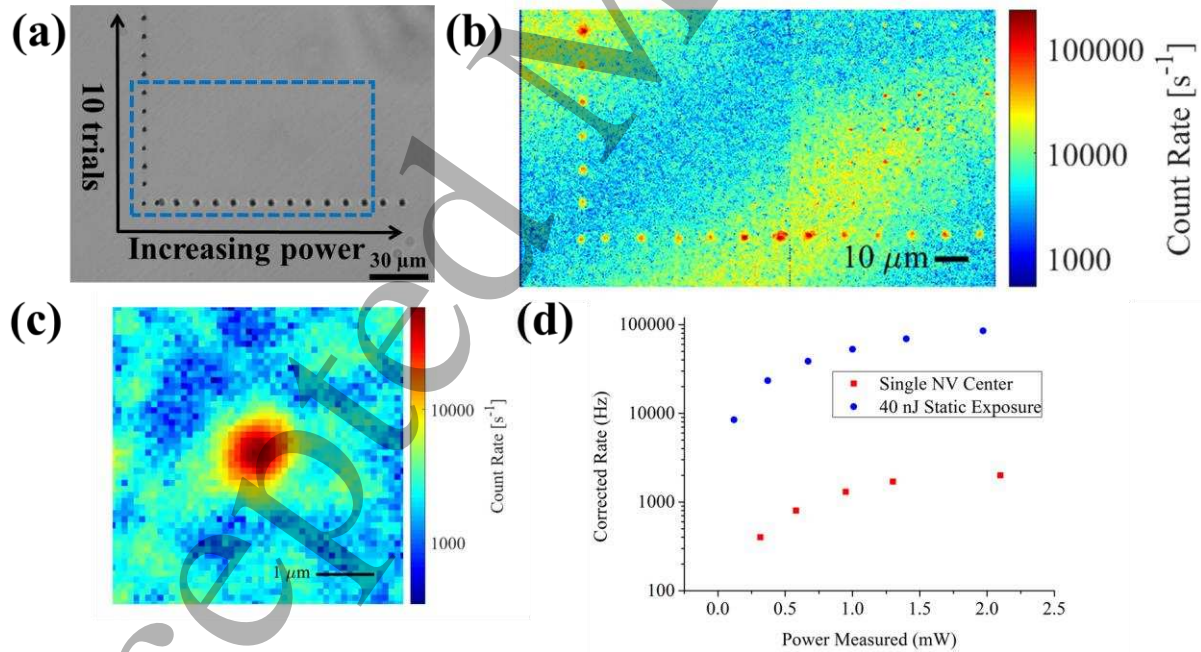 (a)
10 trials
Increasing power
30 μm
(b)
10 μm
100000
10000
1000
Count Rate [s⁻¹]
(c)
1 μm
10000
1000
Count Rate [s⁻¹]
(d)
100000
10000
1000
100
Corrected Rate (Hz)
Single NV Center
40 nJ Static Exposure
0.0 0.5 1.0 1.5 2.0 2.5
Power Measured (mW)